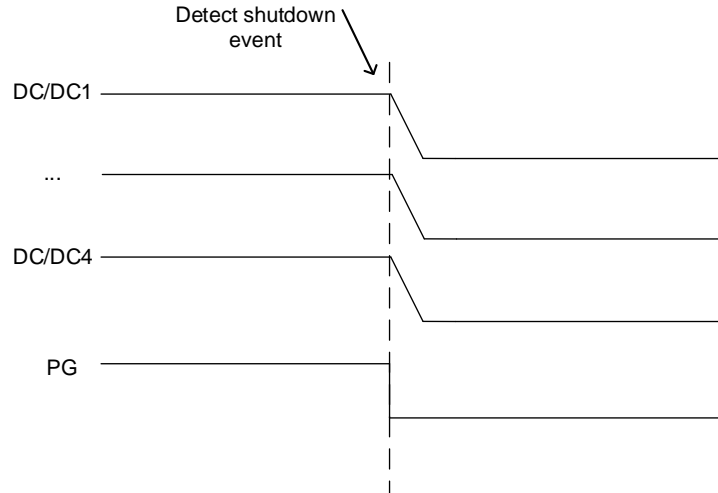 Detect shutdown
event
DC/DC1
...
DC/DC4
PG